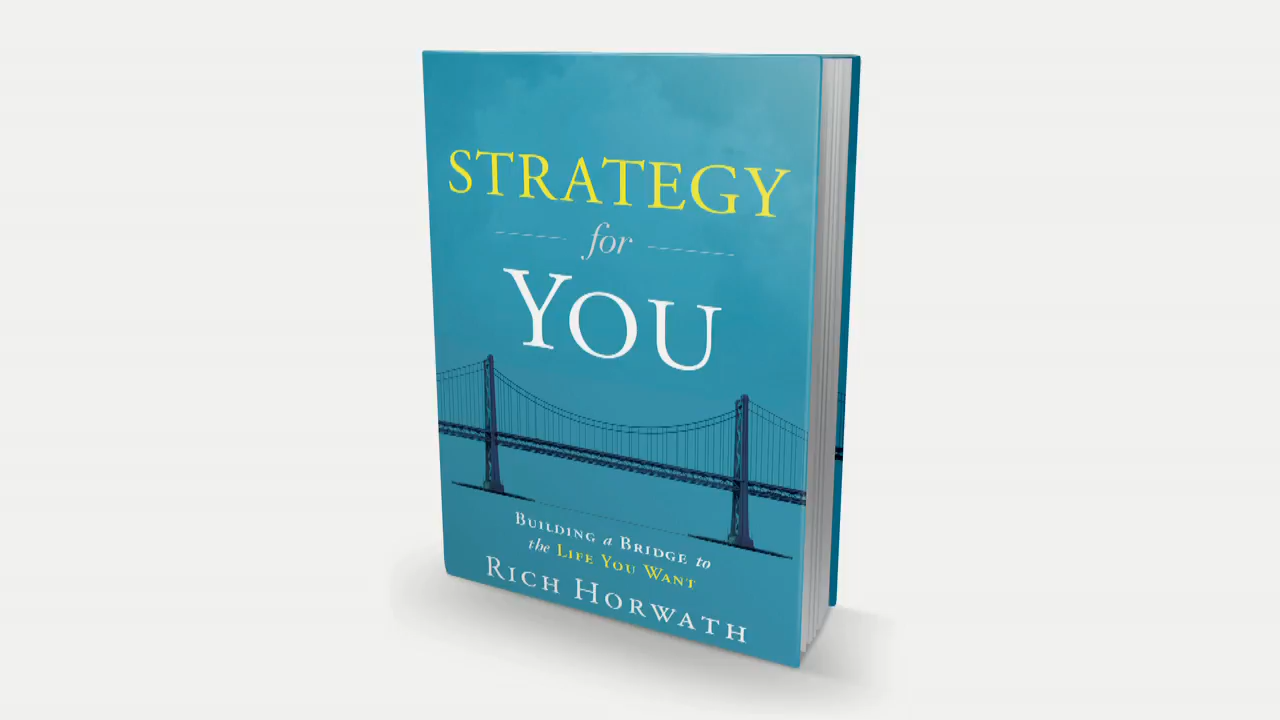 STRATEGY
for
YOU
BUILDING a BRIDGE to
the LIFE YOU WANT
RICH HORWATH